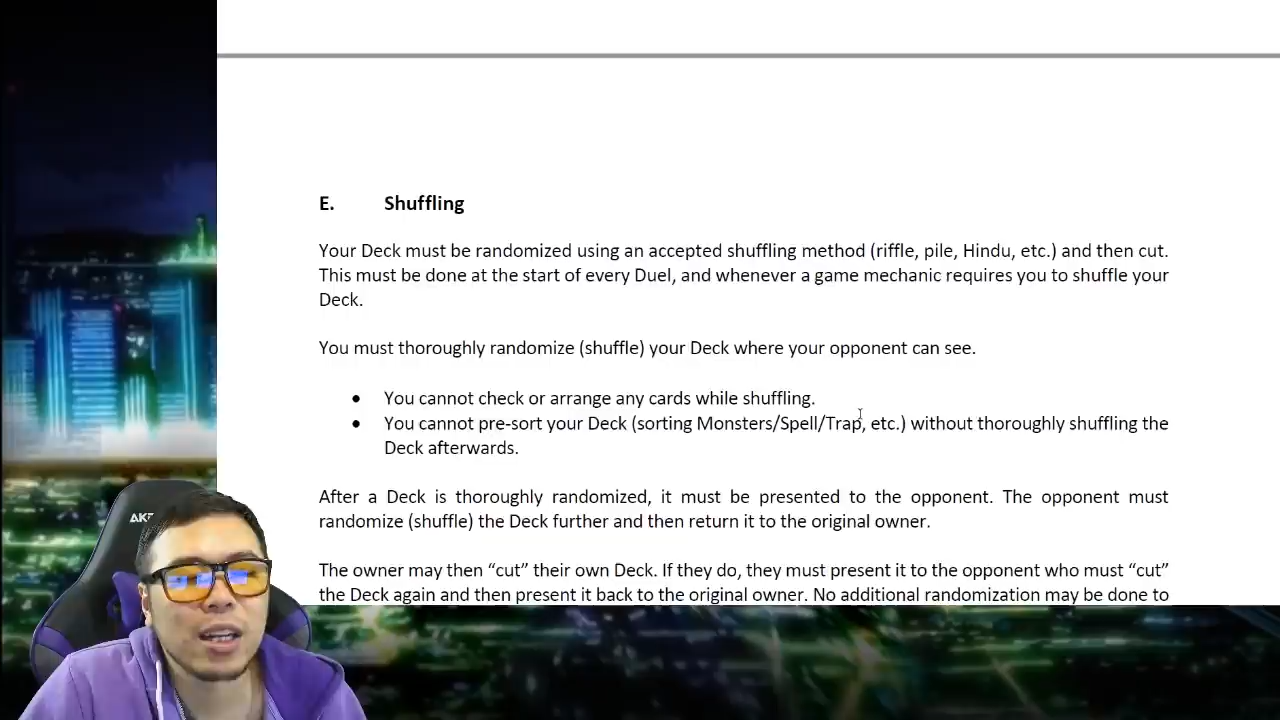 E. Shuffling
Your Deck must be randomized using an accepted shuffling method (riffle, pile, Hindu, etc.) and then cut.
This must be done at the start of every Duel, and whenever a game mechanic requires you to shuffle your
Deck.
You must thoroughly randomize (shuffle) your Deck where your opponent can see.
• You cannot check or arrange any cards while shuffling.
• You cannot pre-sort your Deck (sorting Monsters/Spell/Trap, etc.) without thoroughly shuffling the
Deck afterwards.
After a Deck is thoroughly randomized, it must be presented to the opponent. The opponent must
randomize (shuffle) the Deck further and then return it to the original owner.
The owner may then “cut” their own Deck. If they do, they must present it to the opponent who must “cut”
the Deck again and then present it back to the original owner. No additional randomization may be done to